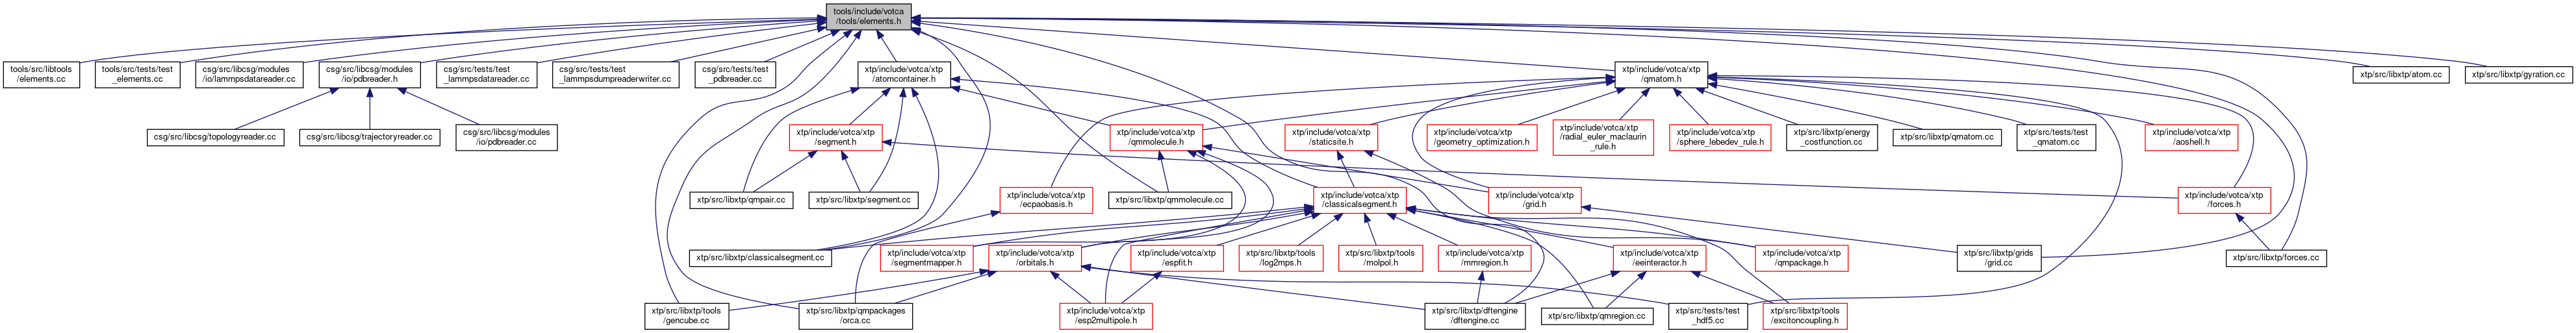 tools/include/votca
/tools/elements.h
tools/src/libtools
/elements.cc
tools/src/tests/test
_elements.cc
csg/src/libcsg/modules
/io/lammpsdatareader.cc
csg/src/libcsg/modules
/io/pdbreader.h
csg/src/tests/test
_lammpsdatareader.cc
csg/src/tests/test
_lammpsdumpreaderwriter.cc
csg/src/tests/test
_pdbreader.cc
xtp/include/votca/xtp
/atomcontainer.h
xtp/include/votca/xtp
/qmatom.h
xtp/src/libxtp/atom.cc
xtp/src/libxtp/gyration.cc
csg/src/libcsg/topologyreader.cc
csg/src/libcsg/trajectoryreader.cc
csg/src/libcsg/modules
/io/pdbreader.cc
xtp/include/votca/xtp
/segment.h
xtp/include/votca/xtp
/qmmolecule.h
xtp/include/votca/xtp
/staticsite.h
xtp/include/votca/xtp
/geometry_optimization.h
xtp/include/votca/xtp
/radial_euler_maclaurin
_rule.h
xtp/include/votca/xtp
/sphere_lebedev_rule.h
xtp/src/libxtp/energy
_costfunction.cc
xtp/src/libxtp/qmatom.cc
xtp/src/tests/test
_qmatom.cc
xtp/include/votca/xtp
/aoshell.h
xtp/src/libxtp/qmpair.cc
xtp/src/libxtp/segment.cc
xtp/include/votca/xtp
/ecpaobasis.h
xtp/src/libxtp/qmmolecule.cc
xtp/include/votca/xtp
/classicalsegment.h
xtp/include/votca/xtp
/grid.h
xtp/include/votca/xtp
/forces.h
xtp/src/libxtp/classicalsegment.cc
xtp/include/votca/xtp
/segmentmapper.h
xtp/include/votca/xtp
/orbitals.h
xtp/include/votca/xtp
/espfit.h
xtp/src/libxtp/tools
/log2mps.h
xtp/src/libxtp/tools
/molpol.h
xtp/include/votca/xtp
/mmregion.h
xtp/include/votca/xtp
/eeinteractor.h
xtp/include/votca/xtp
/qmpackage.h
xtp/src/libxtp/grids
/grid.cc
xtp/src/libxtp/forces.cc
xtp/src/libxtp/tools
/gencube.cc
xtp/src/libxtp/qmpackages
/orca.cc
xtp/include/votca/xtp
/esp2multipole.h
xtp/src/libxtp/dftengine
/dftengine.cc
xtp/src/libxtp/qmregion.cc
xtp/src/tests/test
_hdf5.cc
xtp/src/libxtp/tools
/excitoncoupling.h